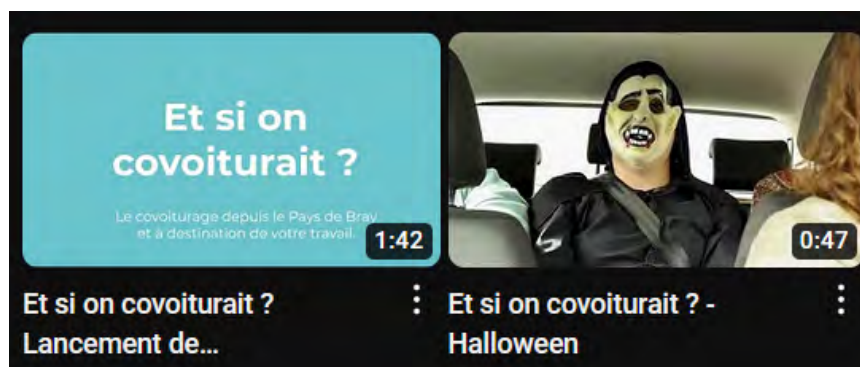 Et si on
covoiturait ?
Le covoiturage depuis le Pays de Bray
et à destination de votre travail.
1:42
0:47
Et si on covoiturait ?
Lancement de...
Et si on covoiturait ? -
Halloween